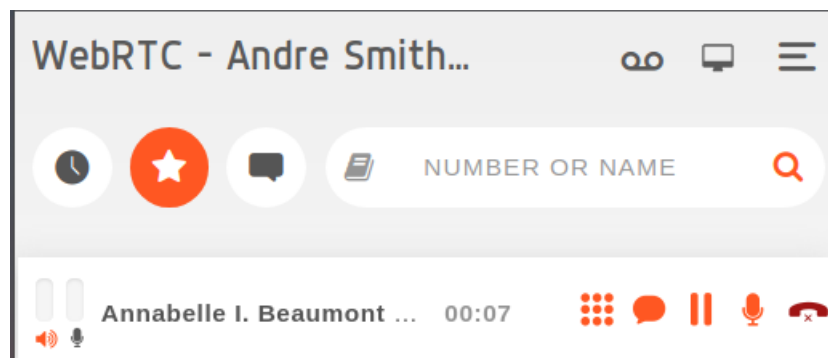 WebRTC - Andre Smith...
NUMBER OR NAME
Annabelle I. Beaumont ... 00:07